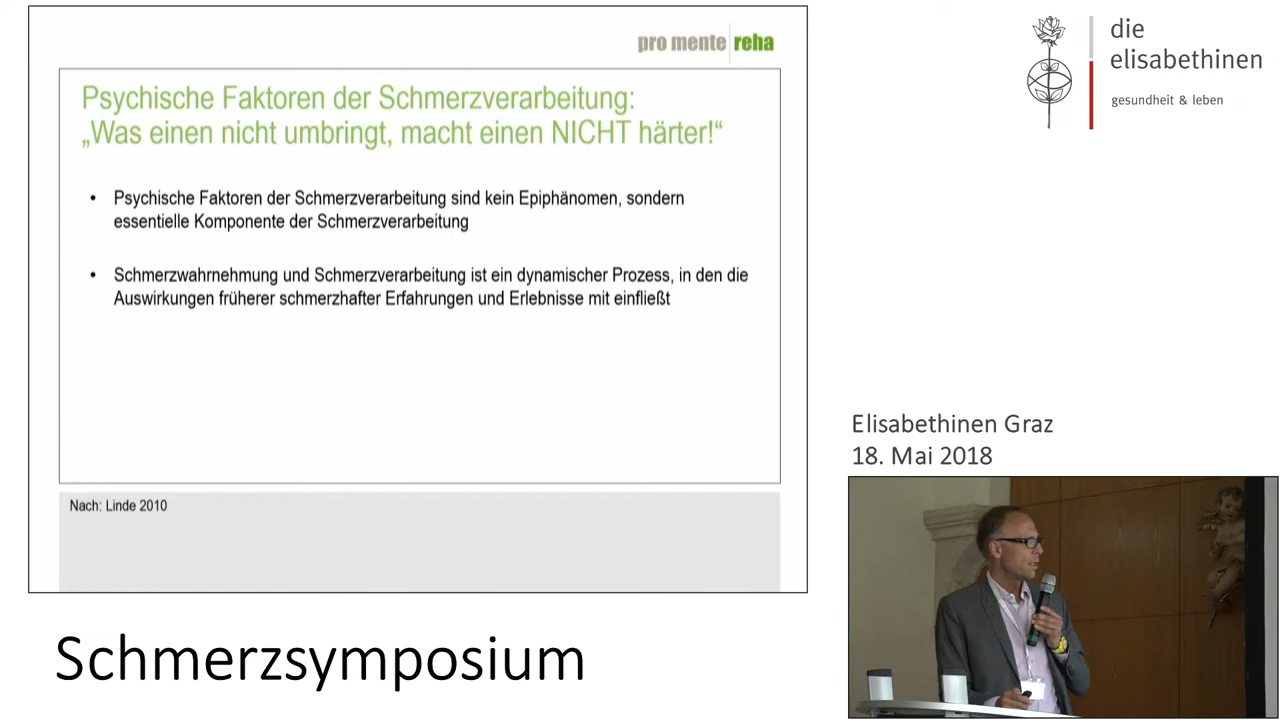 pro mente reha
Psychische Faktoren der Schmerzverarbeitung:
„Was einen nicht umbringt, macht einen NICHT härter!“
• Psychische Faktoren der Schmerzverarbeitung sind kein Epiphänomen, sondern
essentielle Komponente der Schmerzverarbeitung
• Schmerzwahrnehmung und Schmerzverarbeitung ist ein dynamischer Prozess, in den die
Auswirkungen früherer schmerzhafter Erfahrungen und Erlebnisse mit einfließt
Nach: Linde 2010
Schmerzsymposium
die
elisabethinen
gesundheit & leben
Elisabethinen Graz
18. Mai 2018